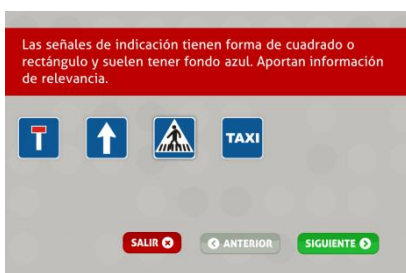 Las señales de indicación tienen forma de cuadrado o
rectángulo y suelen tener fondo azul. Aportan información
de relevancia.
TAXI
SALIR
ANTERIOR
SIGUIENTE